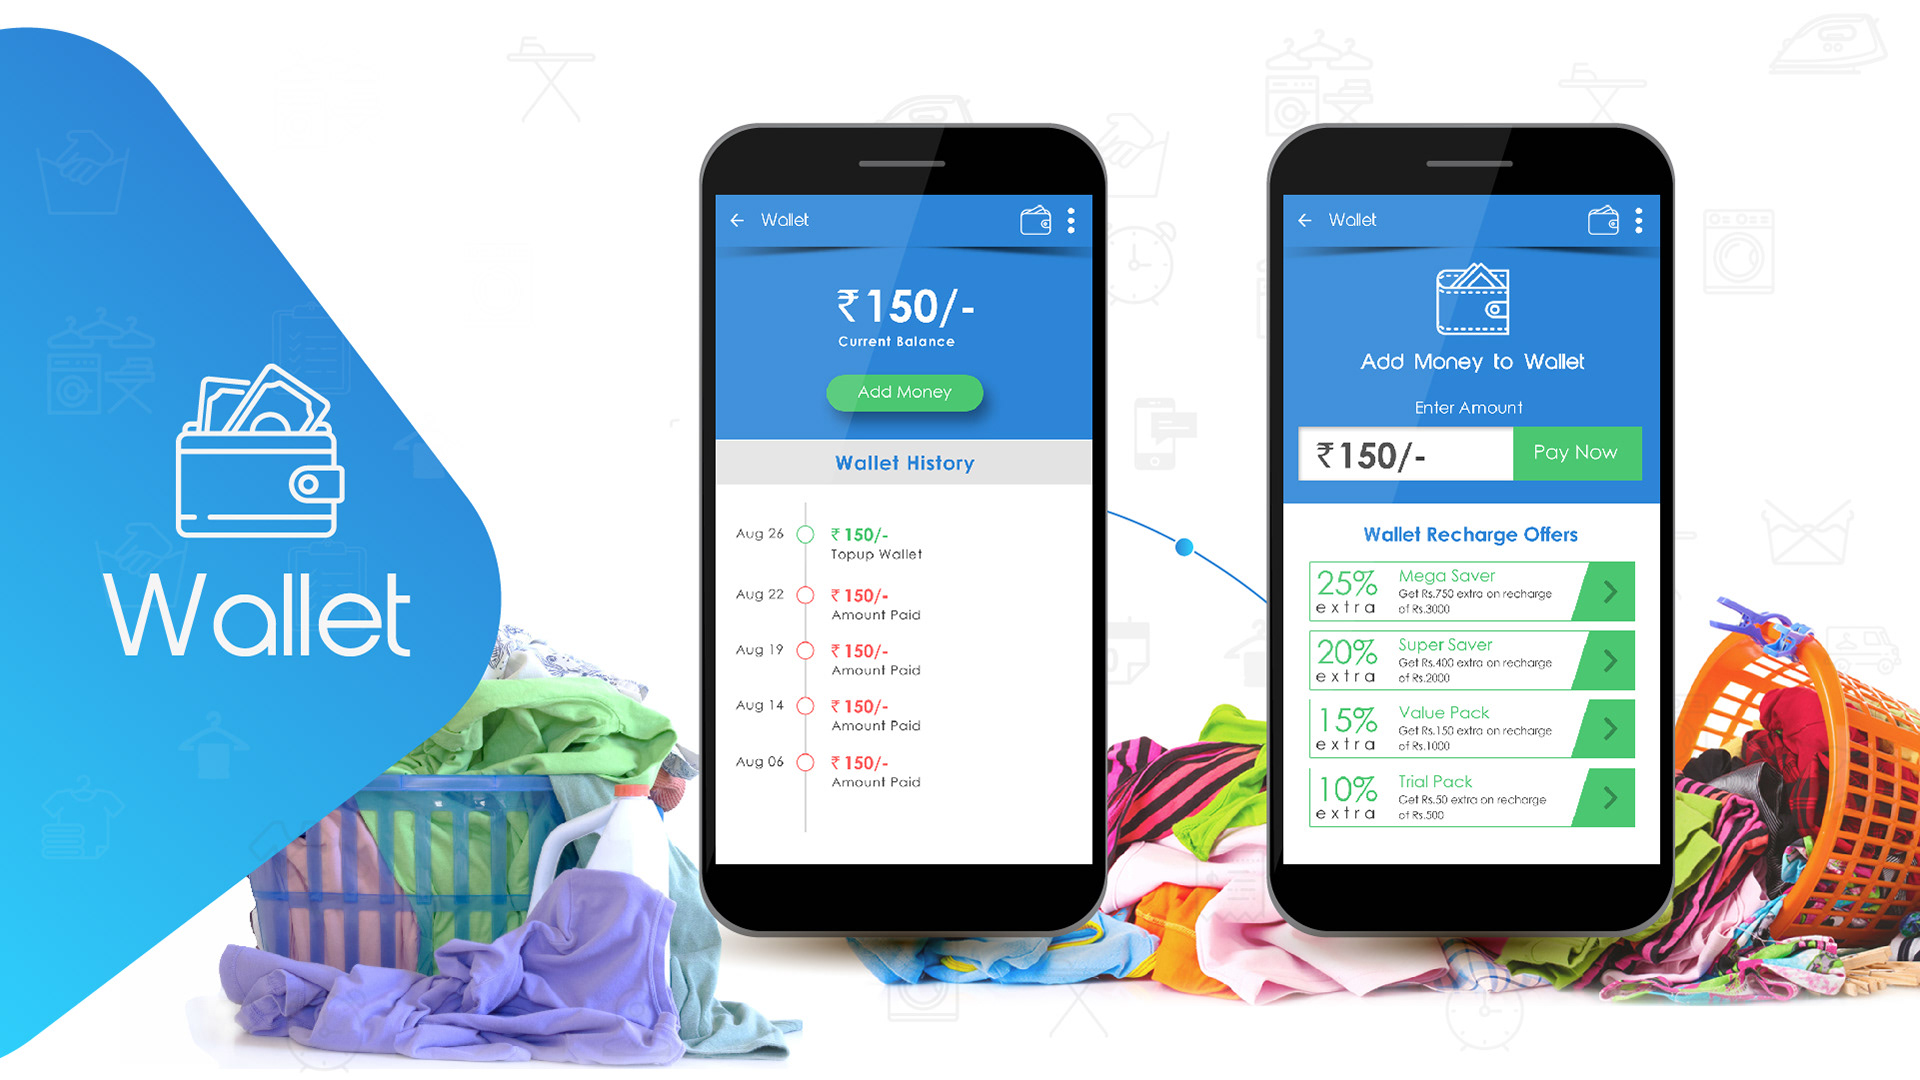 Wallet
Wallet
₹150/-
Current Balance
Add Money
Wallet History
Aug 26
₹150/-
Topup Wallet
Aug 22
₹150/-
Amount Paid
Aug 19
₹150/-
Amount Paid
Aug 14
₹150/-
Amount Paid
Aug 06
₹150/-
Amount Paid
Wallet
Add Money to Wallet
Enter Amount
₹150/-
Pay Now
Wallet Recharge Offers
25%
extra
Mega Saver
Get Rs.750 extra on recharge
of Rs.3000
20%
extra
Super Saver
Get Rs.400 extra on recharge
of Rs.2000
15%
extra
Value Pack
Get Rs.150 extra on recharge
of Rs.1000
10%
extra
Trial Pack
Get Rs.50 extra on recharge
of Rs.500